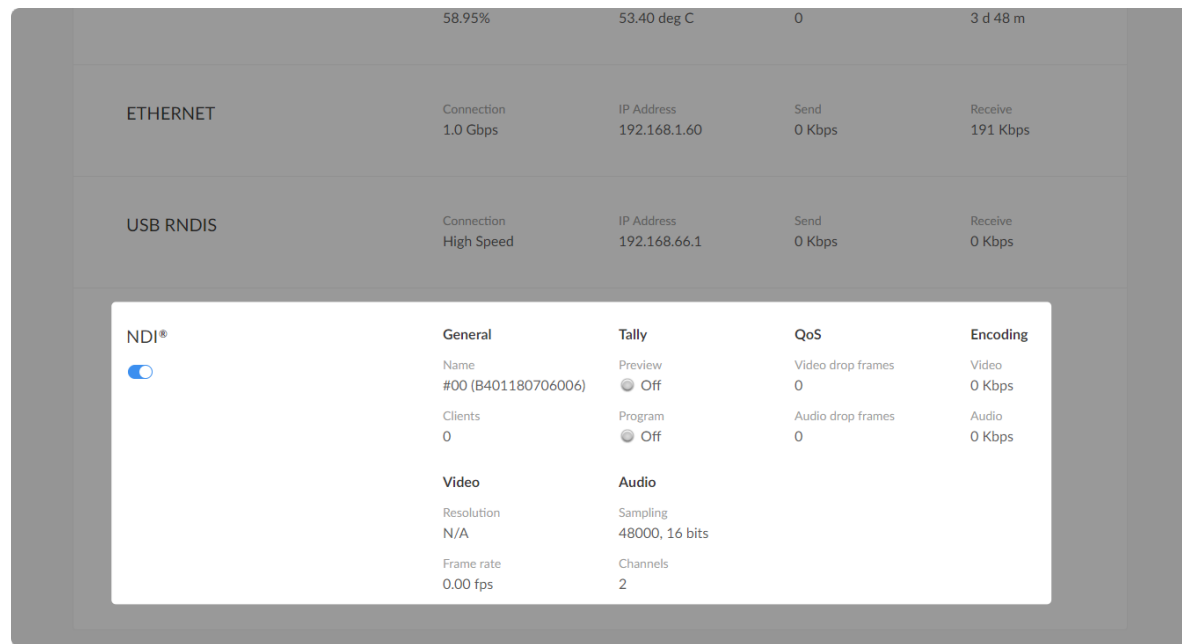 58.95% 53.40 deg C 0 3 d 48 m
ETHERNET Connection IP Address Send Receive
1.0 Gbps 192.168.1.60 0 Kbps 191 Kbps
USB RNDIS Connection IP Address Send Receive
High Speed 192.168.66.1 0 Kbps 0 Kbps
NDI® General Tally QoS Encoding
Name Preview Video drop frames Video
#00 (B401180706006) Off 0 0 Kbps
Clients Program Audio drop frames Audio
0 Off 0 0 Kbps
Video Audio
Resolution Sampling
N/A 48000, 16 bits
Frame rate Channels
0.00 fps 2